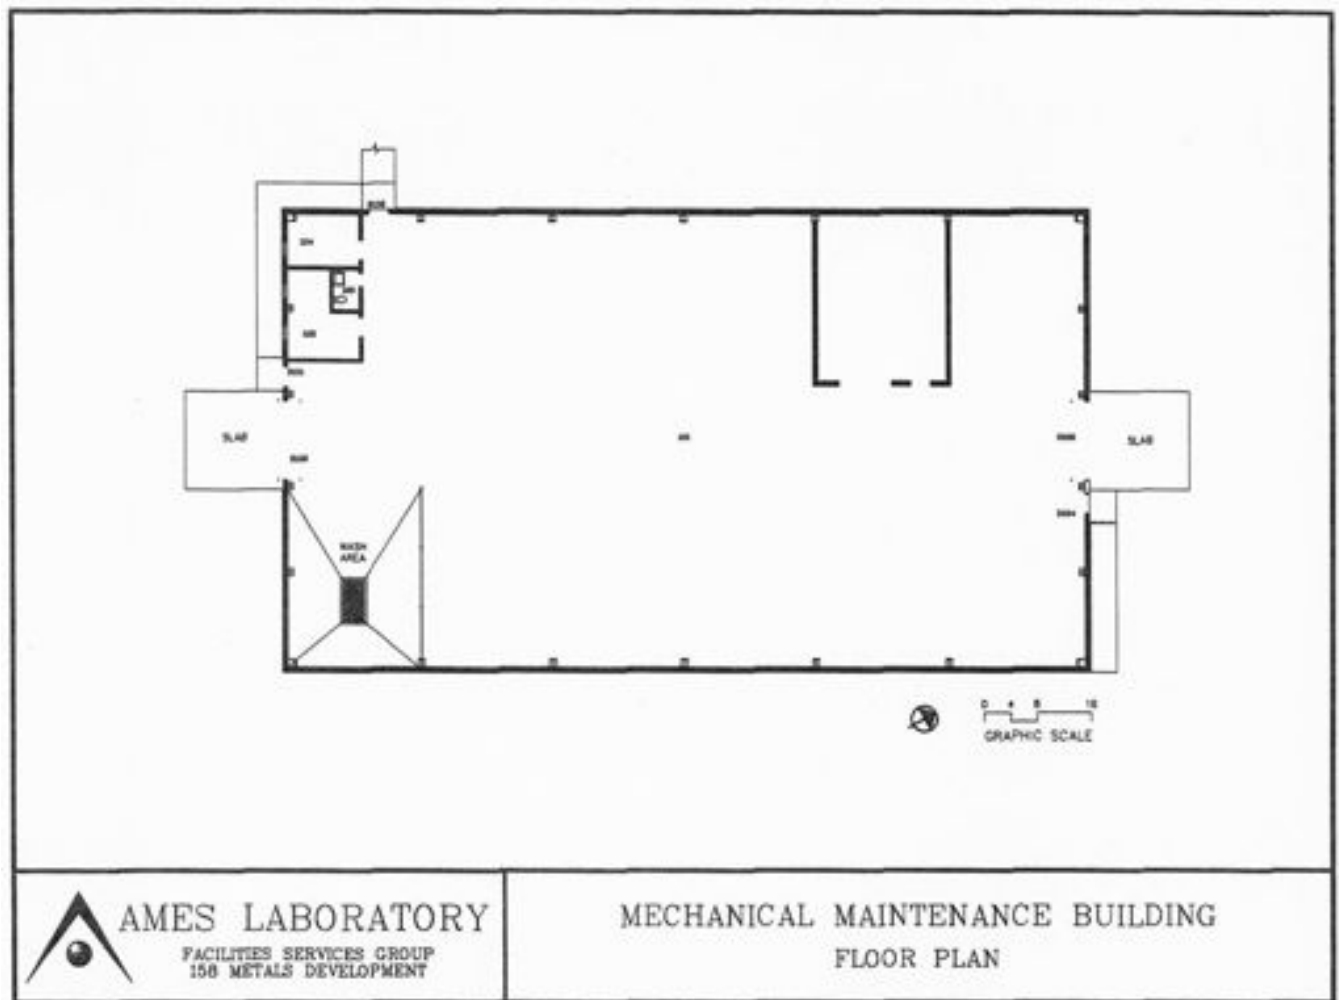 SLAB
SLAB
WASH
AREA
0 4 8 16
GRAPHIC SCALE
AMES LABORATORY
FACILITIES SERVICES GROUP
158 METALS DEVELOPMENT
MECHANICAL MAINTENANCE BUILDING
FLOOR PLAN